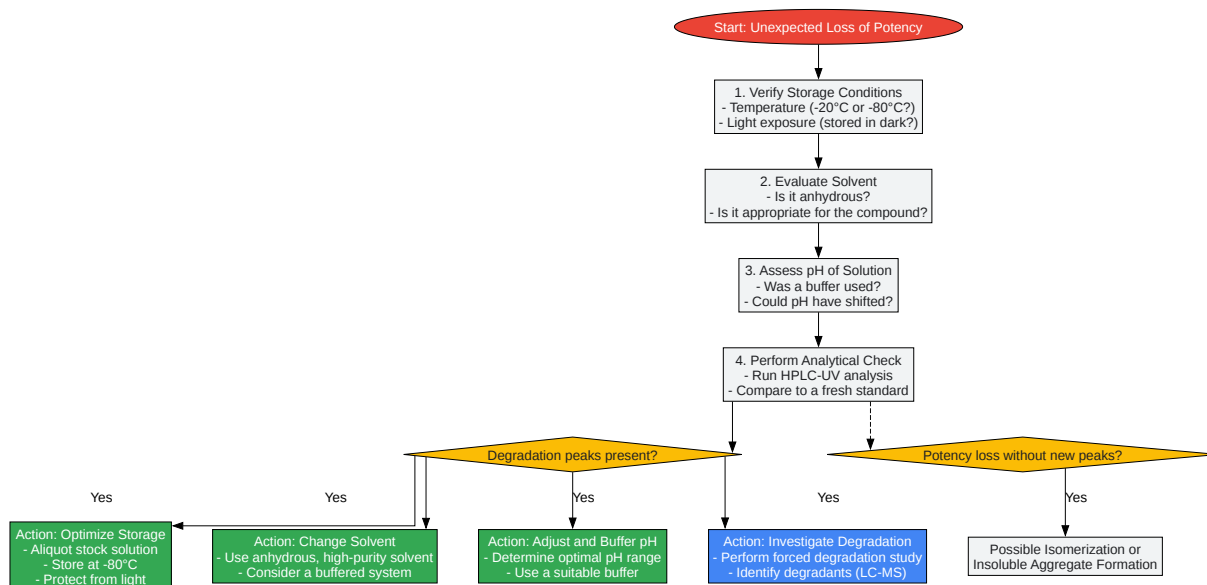 Start: Unexpected Loss of Potency
1. Verify Storage Conditions
- Temperature (-20°C or -80°C?)
- Light exposure (stored in dark?)
2. Evaluate Solvent
- Is it anhydrous?
- Is it appropriate for the compound?
3. Assess pH of Solution
- Was a buffer used?
- Could pH have shifted?
4. Perform Analytical Check
- Run HPLC-UV analysis
- Compare to a fresh standard
Degradation peaks present?
Potency loss without new peaks?
Yes
Yes
Yes
Yes
Yes
Action: Optimize Storage
- Aliquot stock solution
- Store at -80°C
- Protect from light
Action: Change Solvent
- Use anhydrous, high-purity solvent
- Consider a buffered system
Action: Adjust and Buffer pH
- Determine optimal pH range
- Use a suitable buffer
Action: Investigate Degradation
- Perform forced degradation study
- Identify degradants (LC-MS)
Possible Isomerization or
Insoluble Aggregate Formation